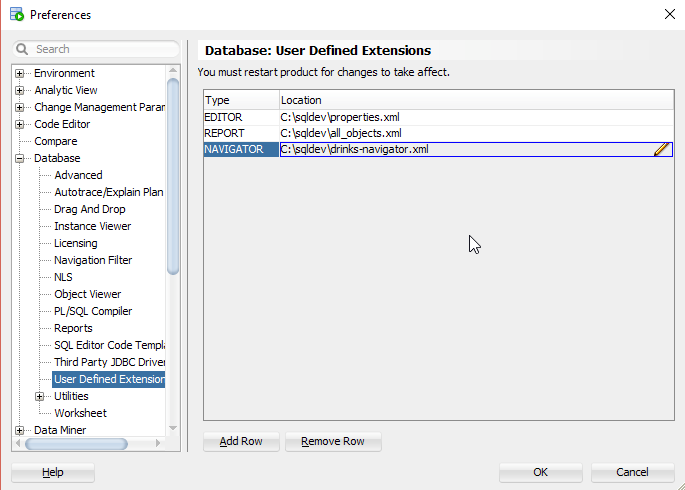 Preferences
Search
Database: User Defined Extensions
Environment
You must restart product for changes to take affect.
Analytic View
Change Management Param
Code Editor
Compare
Database
Advanced
Autotrace/Explain Plan
Drag And Drop
Instance Viewer
Licensing
Navigation Filter
NLS
Object Viewer
PL/SQL Compiler
Reports
SQL Editor Code Templa
Third Party JDBC Driver
User Defined Extension
Utilities
Worksheet
Data Miner
Type Location
EDITOR C:\sqldev\properties.xml
REPORT C:\sqldev\all_objects.xml
NAVIGATOR C:\sqldev\drinks-navigator.xml
Add Row Remove Row
Help OK Cancel